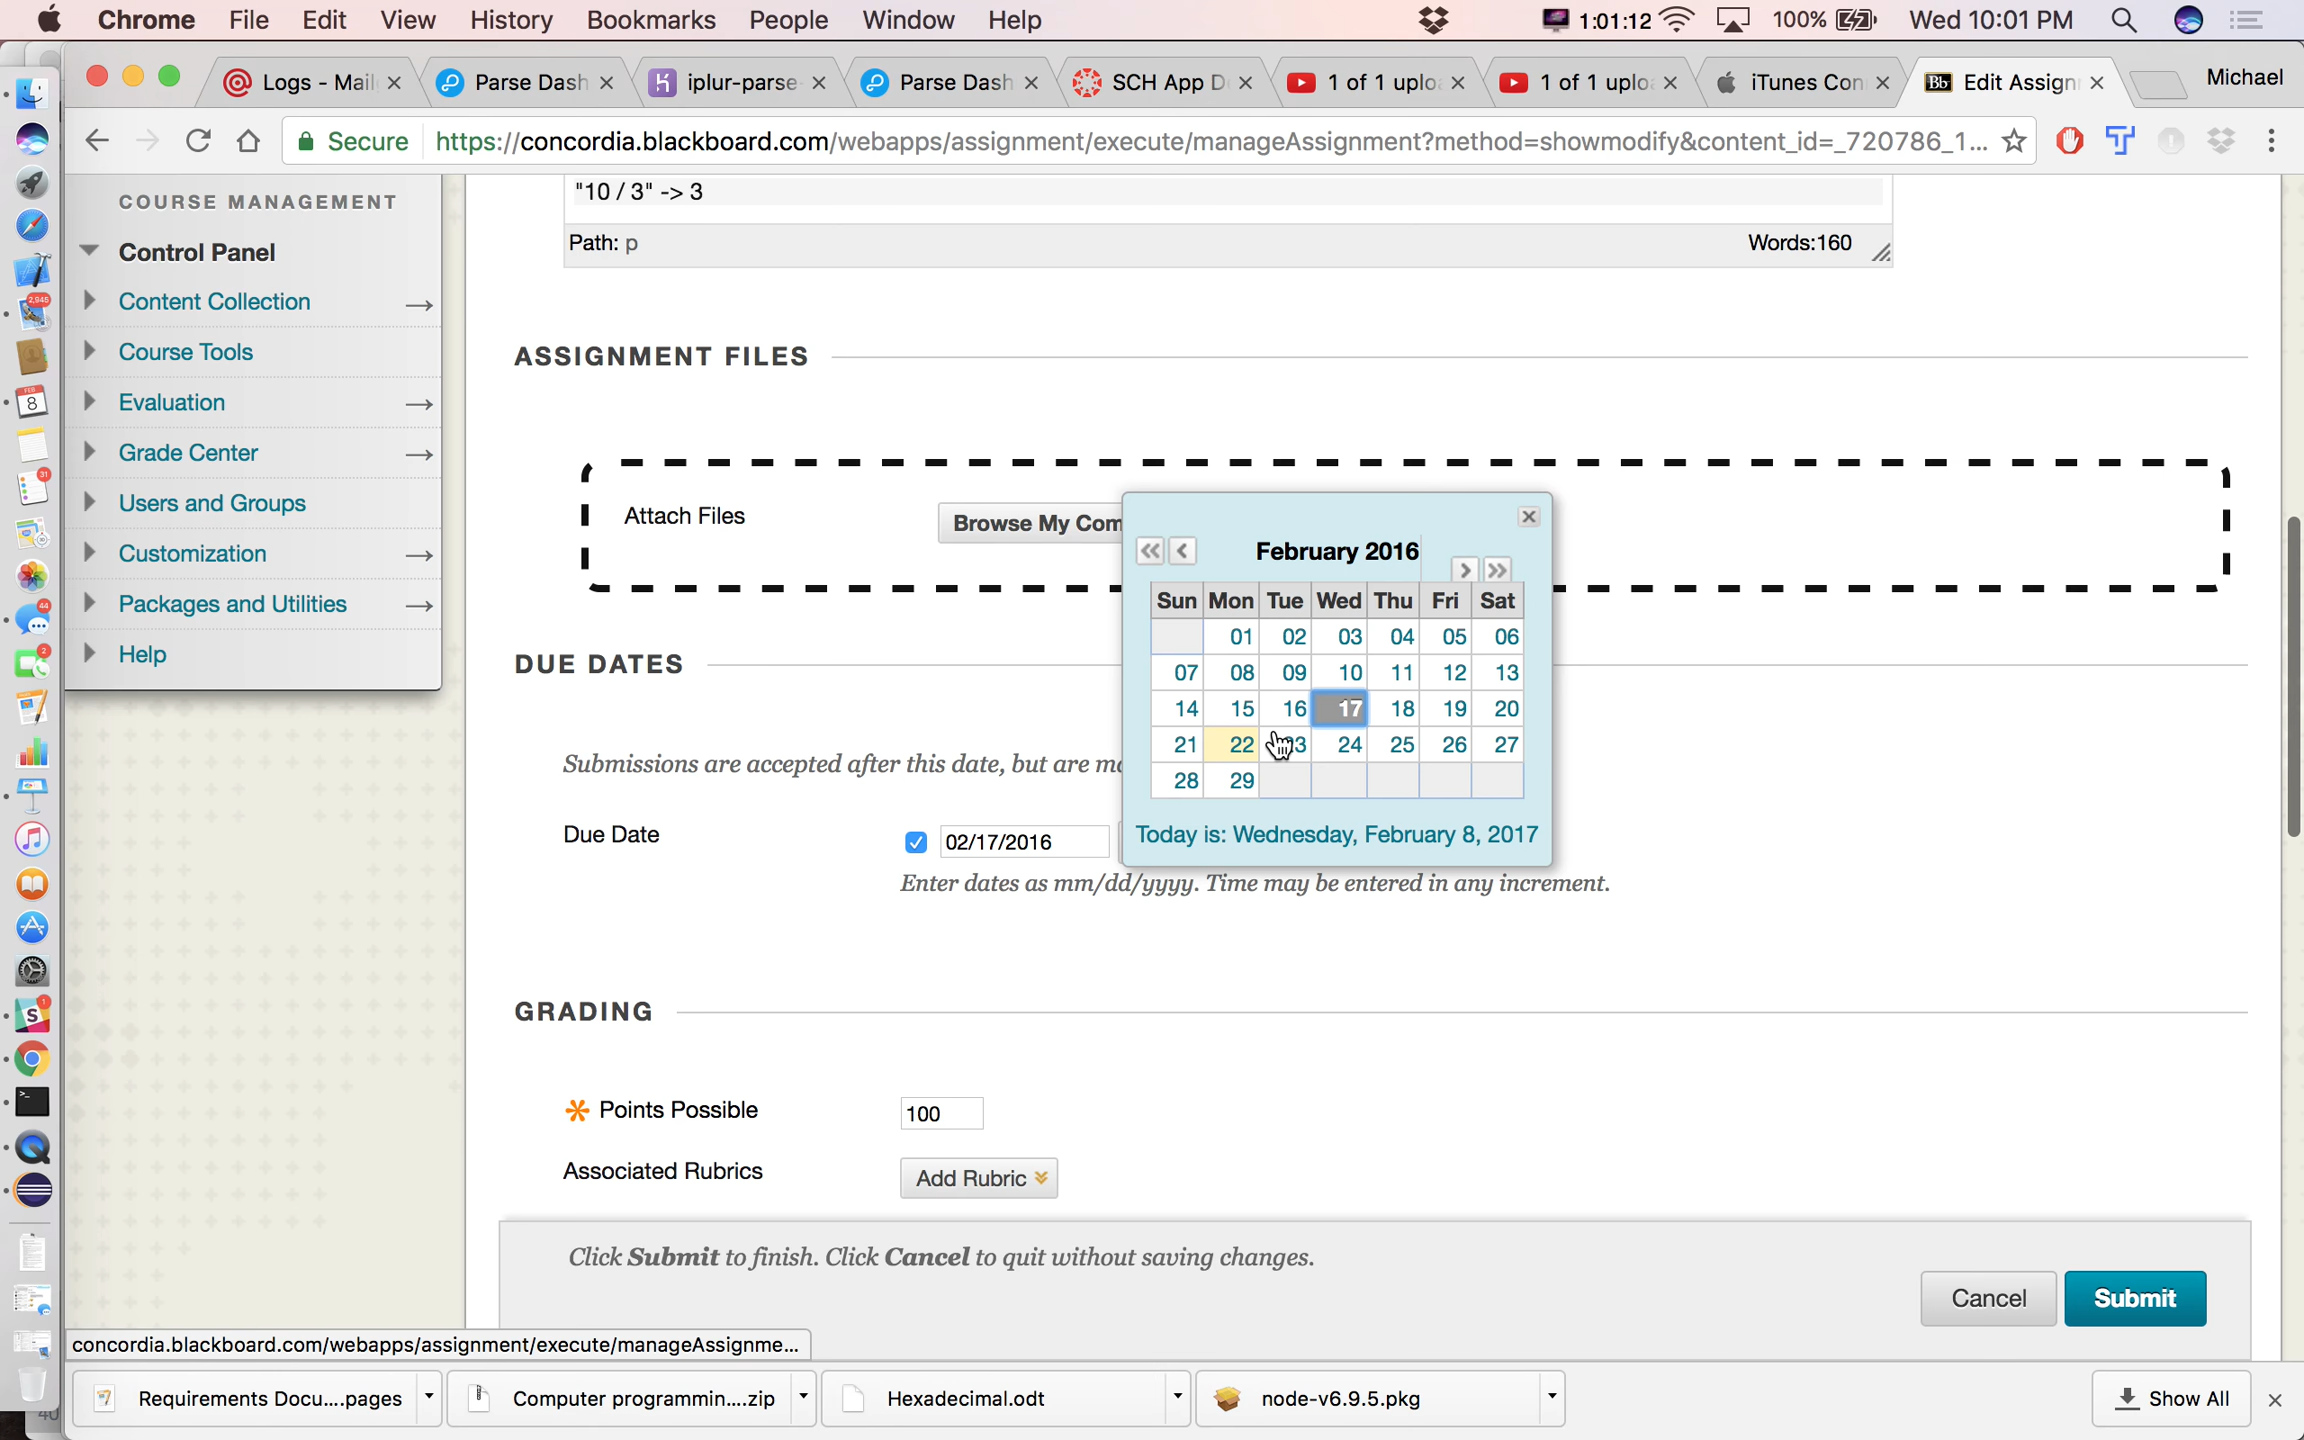 Chrome File Edit View History Bookmarks People Window Help 1:01:12 100% Wed 10:01 PM
Logs - Mail Parse Dash iplur-parse- Parse Dash SCH App D 1 of 1 uplo 1 of 1 uplo iTunes Con Bb Edit Assign Michael
Secure https://concordia.blackboard.com/webapps/assignment/execute/manageAssignment?method=showmodify&content_id=_720786_1...
COURSE MANAGEMENT
Control Panel
Content Collection
Course Tools
Evaluation
Grade Center
Users and Groups
Customization
Packages and Utilities
Help
2,945
FEB
8
31
44
2
1
"10 / 3" -> 3
Path: p Words:160
ASSIGNMENT FILES
Attach Files Browse My Com
DUE DATES
Submissions are accepted after this date, but are
Due Date 02/17/2016
Enter dates as mm/dd/yyyy. Time may be entered in any increment.
February 2016
Sun Mon Tue Wed Thu Fri Sat
01 02 03 04 05 06
07 08 09 10 11 12 13
14 15 16 17 18 19 20
21 22 23 24 25 26 27
28 29
Today is: Wednesday, February 8, 2017
GRADING
Points Possible 100
Associated Rubrics Add Rubric
Click Submit to finish. Click Cancel to quit without saving changes.
Cancel Submit
concordia.blackboard.com/webapps/assignment/execute/manageAssignme...
Requirements Docu....pages Computer programmin....zip Hexadecimal.odt node-v6.9.5.pkg Show All